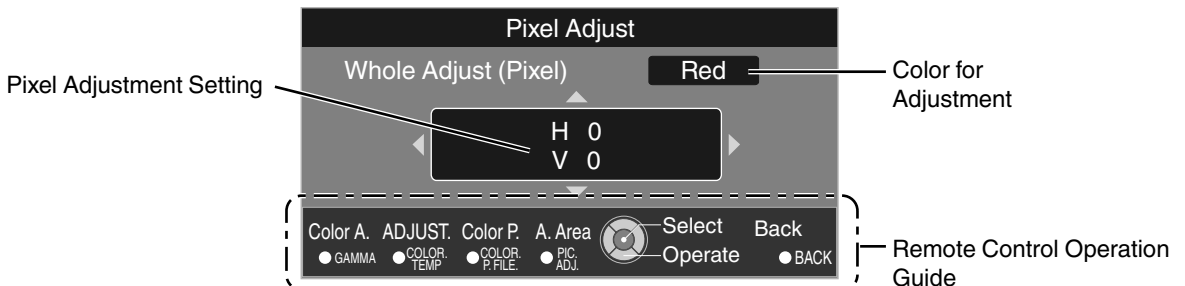 Pixel Adjust
Whole Adjust (Pixel) Red
Color for
Adjustment
Pixel Adjustment Setting
H 0
V 0
Color A. ADJUST. Color P. A. Area Select Back
GAMMA COLOR. TEMP COLOR. P. FILE. PIC. ADJ. Operate BACK
Remote Control Operation
Guide